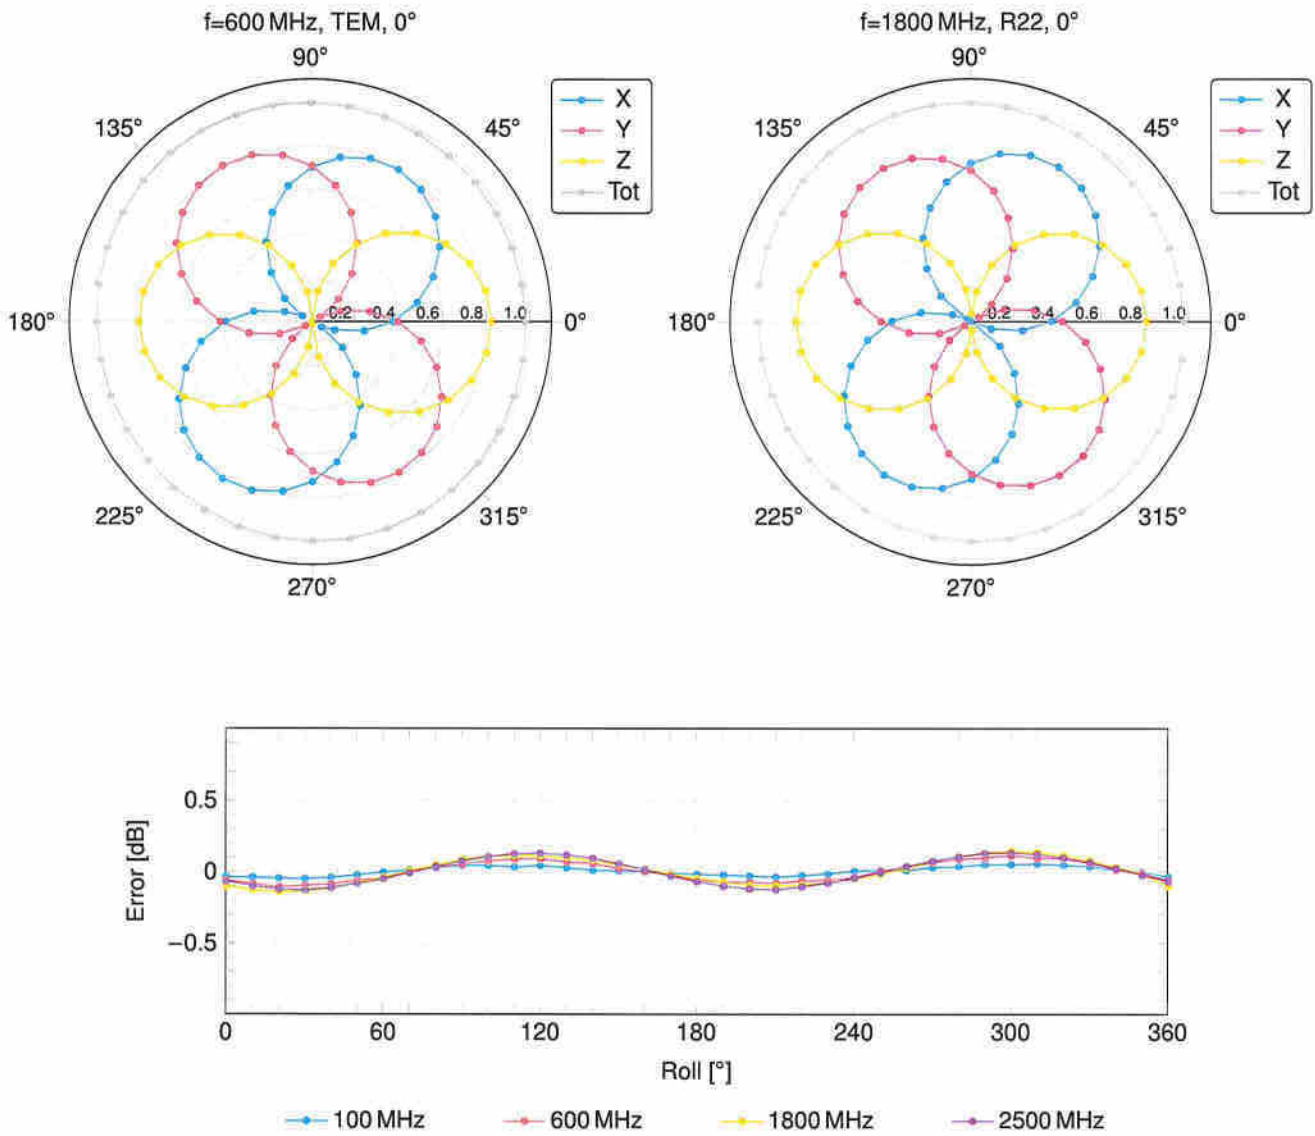 f=600 MHz, TEM, 0°
90°
135°
45°
180°
0°
225°
315°
270°
0.2 0.4 0.6 0.8 1.0
X
Y
Z
Tot
f=1800 MHz, R22, 0°
90°
135°
45°
180°
0°
225°
315°
270°
0.2 0.4 0.6 0.8 1.0
X
Y
Z
Tot
Error [dB]
0.5
0
−0.5
0 60 120 180 240 300 360
Roll [°]
100 MHz 600 MHz 1800 MHz 2500 MHz